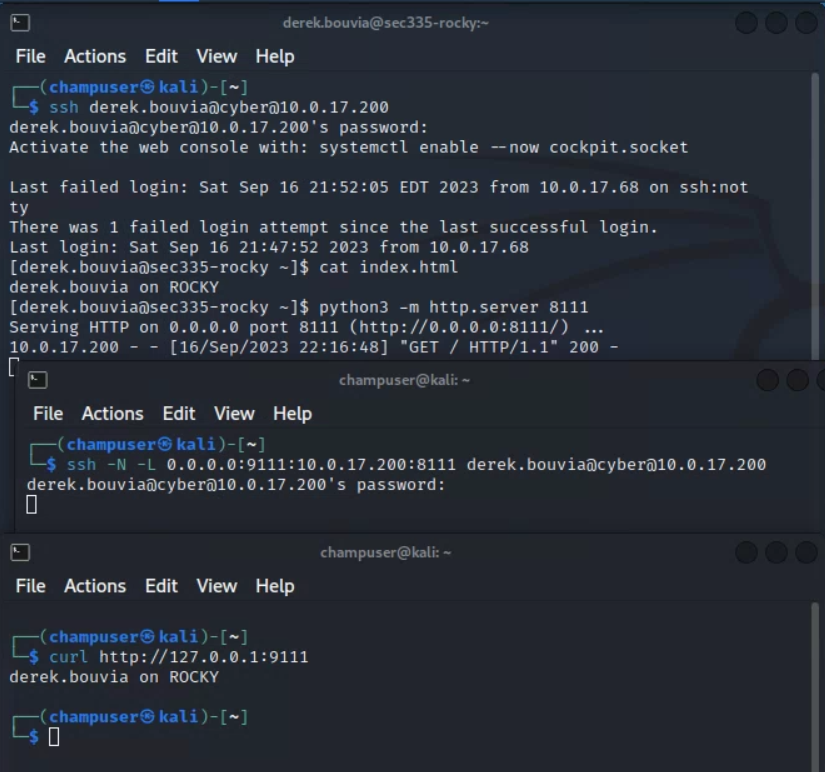 derek.bouvia@sec335-rocky:~
File Actions Edit View Help
┌──(champuser㉿kali)-[~]
└─$ ssh derek.bouvia@cyber@10.0.17.200
derek.bouvia@cyber@10.0.17.200's password:
Activate the web console with: systemctl enable --now cockpit.socket
Last failed login: Sat Sep 16 21:52:05 EDT 2023 from 10.0.17.68 on ssh:not
ty
There was 1 failed login attempt since the last successful login.
Last login: Sat Sep 16 21:47:52 2023 from 10.0.17.68
[derek.bouvia@sec335-rocky ~]$ cat index.html
derek.bouvia on ROCKY
[derek.bouvia@sec335-rocky ~]$ python3 -m http.server 8111
Serving HTTP on 0.0.0.0 port 8111 (http://0.0.0.0:8111/) ...
10.0.17.200 - - [16/Sep/2023 22:16:48] "GET / HTTP/1.1" 200 -
champuser@kali: ~
File Actions Edit View Help
┌──(champuser㉿kali)-[~]
└─$ ssh -N -L 0.0.0.0:9111:10.0.17.200:8111 derek.bouvia@cyber@10.0.17.200
derek.bouvia@cyber@10.0.17.200's password:
champuser@kali: ~
File Actions Edit View Help
┌──(champuser㉿kali)-[~]
└─$ curl http://127.0.0.1:9111
derek.bouvia on ROCKY
┌──(champuser㉿kali)-[~]
└─$